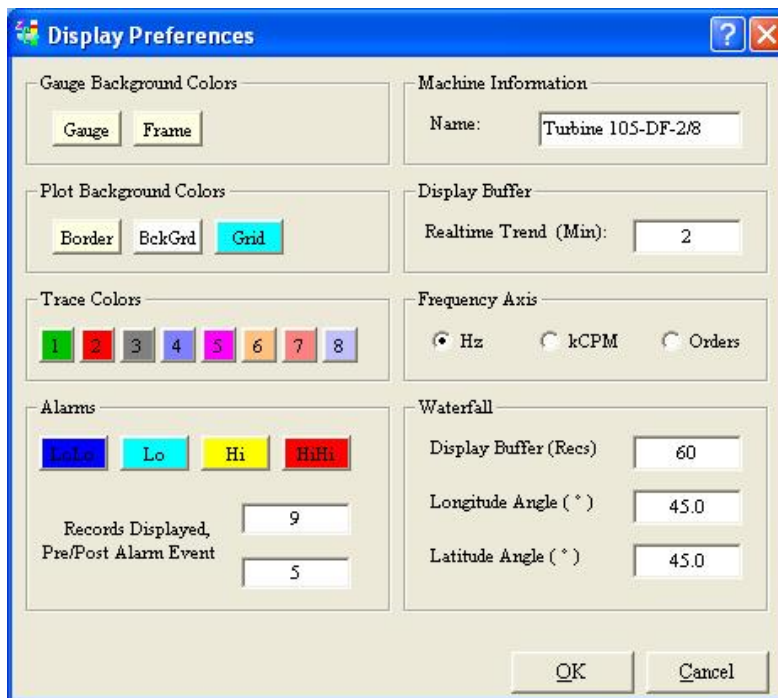 Display Preferences
Gauge Background Colors
Gauge Frame
Plot Background Colors
Border BckGrd Grid
Trace Colors
1 2 3 4 5 6 7 8
Alarms
LoLo Lo Hi HiHi
Records Displayed,
Pre/Post Alarm Event
9
5
Machine Information
Name: Turbine 105-DF-2/8
Display Buffer
Realtime Trend (Min): 2
Frequency Axis
Hz kCPM Orders
Waterfall
Display Buffer (Recs) 60
Longitude Angle ( ° ) 45.0
Latitude Angle ( ° ) 45.0
OK Cancel